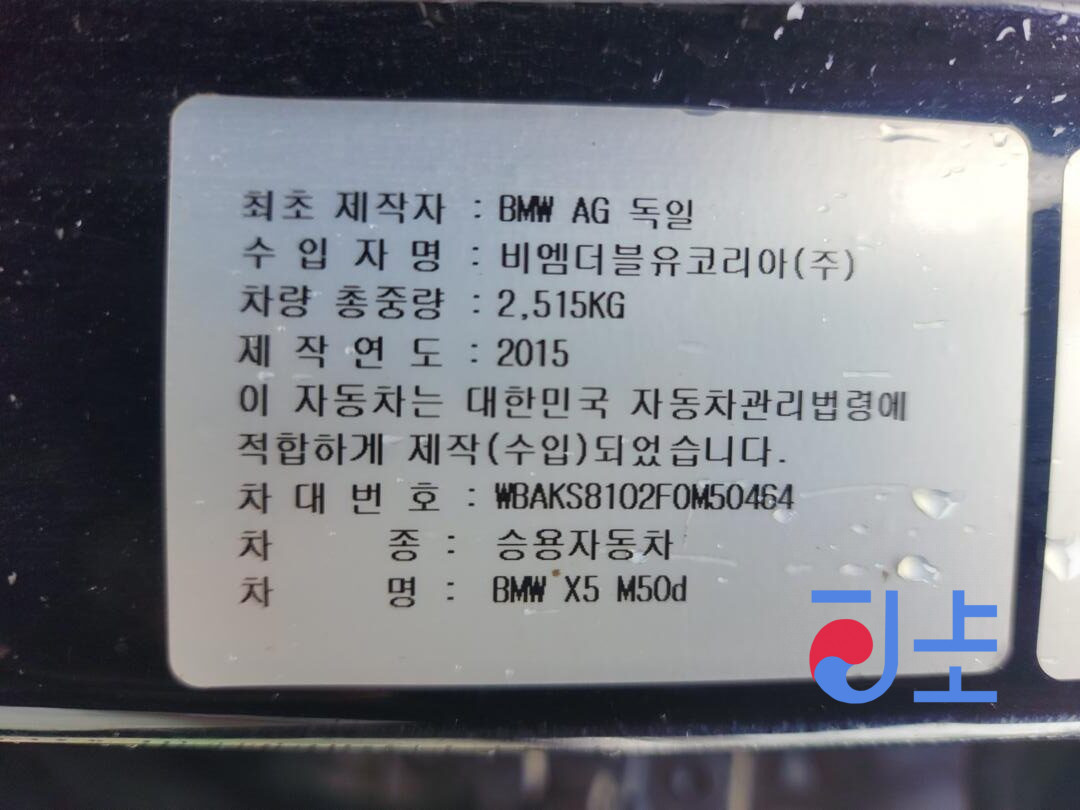 최초 제작자 : BMW AG 독일
수 입 자 명 : 비엠더블유코리아(주)
차량 총중량 : 2,515KG
제 작 연 도 : 2015
이 자동차는 대한민국 자동차관리법령에
적합하게 제작(수입)되었습니다.
차 대 번 호 : WBAKS8102F0M50464
차 종 : 승용자동차
차 명 : BMW X5 M50d